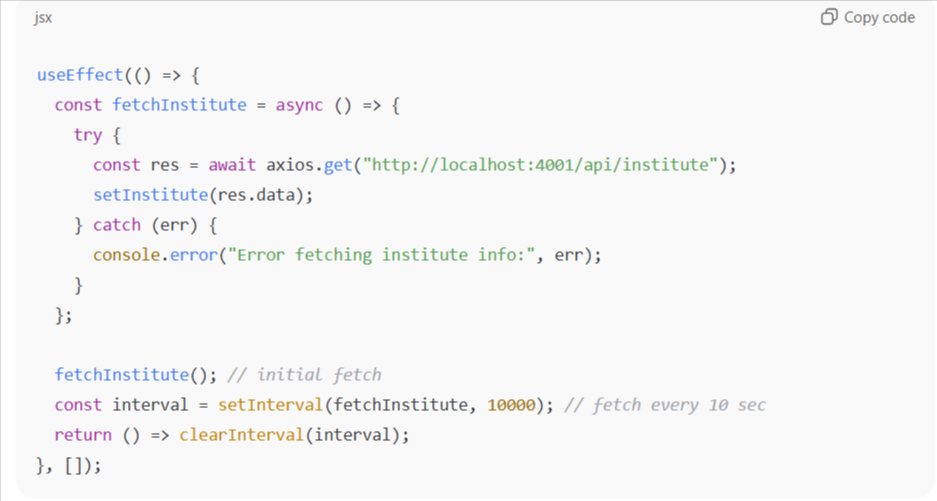 jsx
Copy code
useEffect(() => {
  const fetchInstitute = async () => {
    try {
      const res = await axios.get("http://localhost:4001/api/institute");
      setInstitute(res.data);
    } catch (err) {
      console.error("Error fetching institute info:", err);
    }
  };

  fetchInstitute(); // initial fetch
  const interval = setInterval(fetchInstitute, 10000); // fetch every 10 sec
  return () => clearInterval(interval);
}, []);